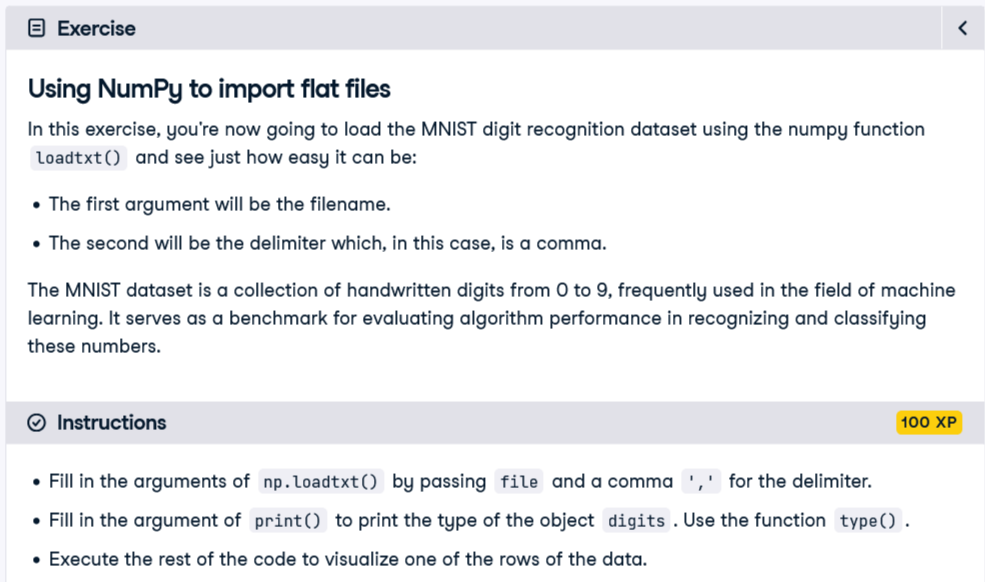 Exercise
Using NumPy to import flat files
In this exercise, you're now going to load the MNIST digit recognition dataset using the numpy function
loadtxt() and see just how easy it can be:
• The first argument will be the filename.
• The second will be the delimiter which, in this case, is a comma.
The MNIST dataset is a collection of handwritten digits from 0 to 9, frequently used in the field of machine
learning. It serves as a benchmark for evaluating algorithm performance in recognizing and classifying
these numbers.
Instructions 100 XP
• Fill in the arguments of np.loadtxt() by passing file and a comma ',' for the delimiter.
• Fill in the argument of print() to print the type of the object digits. Use the function type().
• Execute the rest of the code to visualize one of the rows of the data.